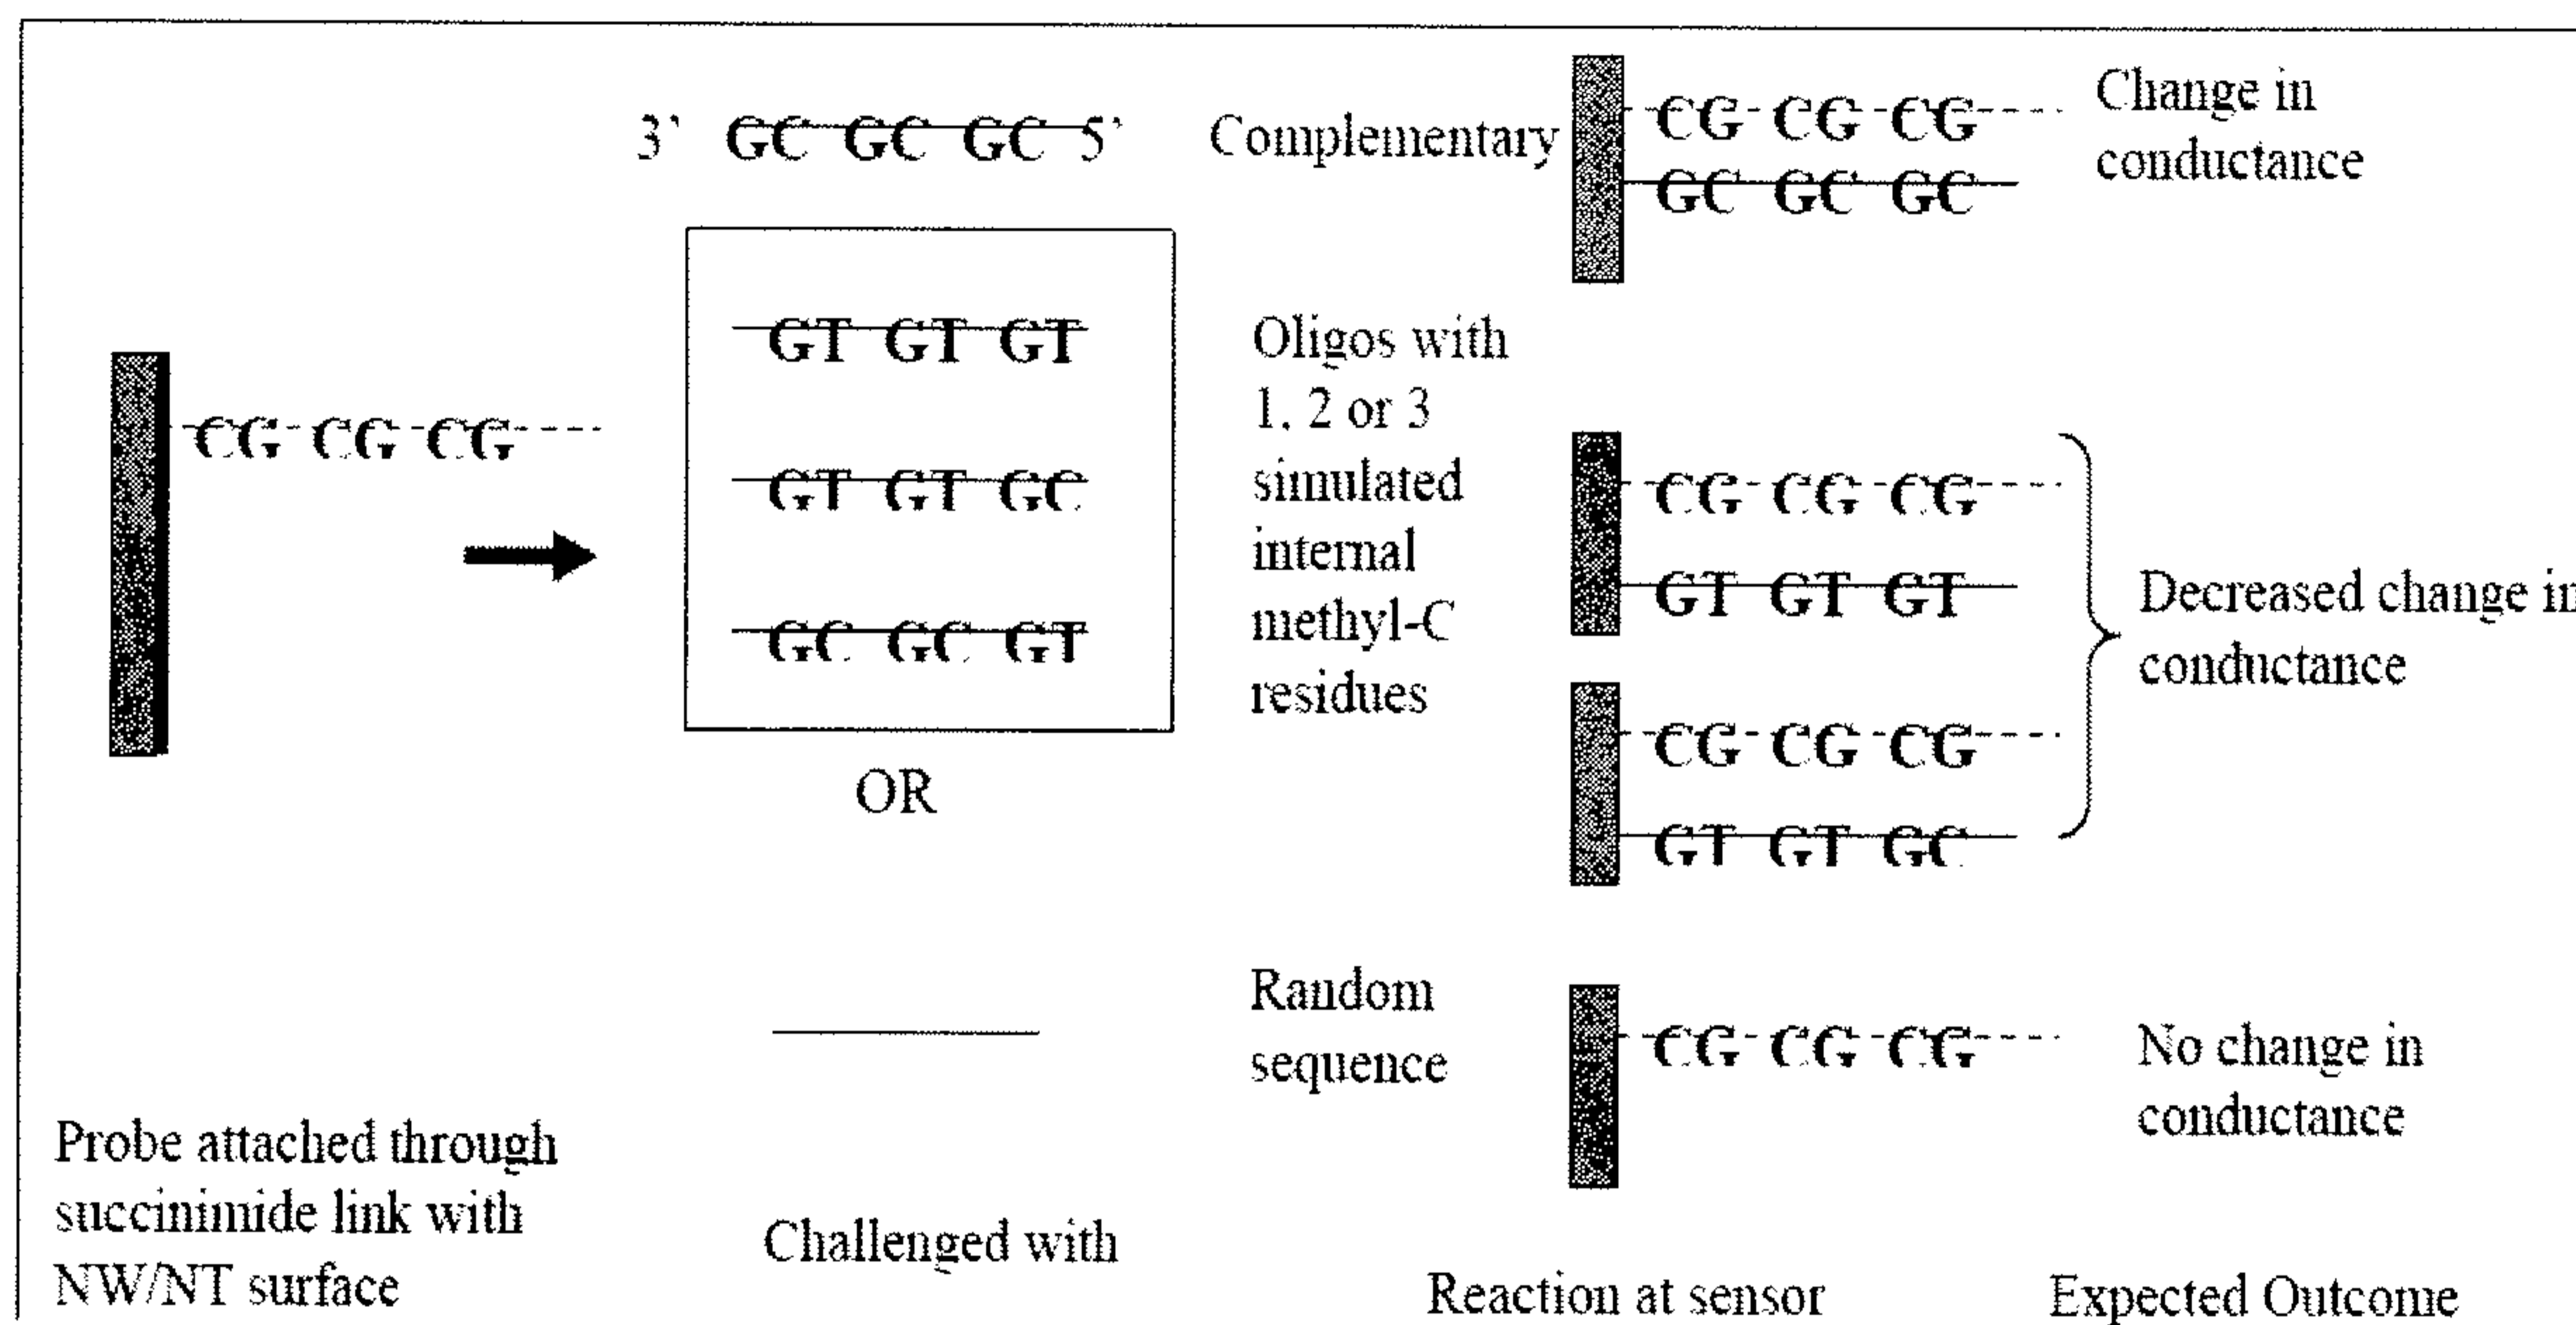 3' GC GC GC 5'
Complementary
CG CG CG
GC GC GC
Change in
conductance
CG CG CG
GT GT GT
GT GT GC
GC GC GT
OR
Oligos with
1, 2 or 3
simulated
internal
methyl-C
residues
CG CG CG
GT GT GT
CG CG CG
GT GT GC
Decreased change in
conductance
Random
sequence
CG CG CG
No change in
conductance
Probe attached through
succinimide link with
NW/NT surface
Challenged with
Reaction at sensor
Expected Outcome